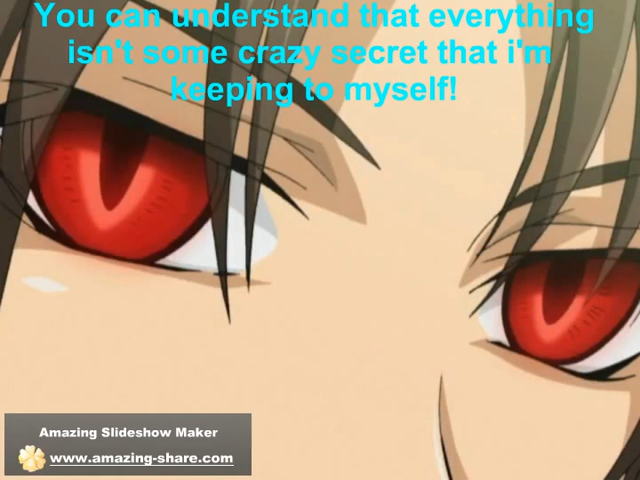 You can understand that everything
isn't some crazy secret that i'm
keeping to myself!
Amazing Slideshow Maker
www.amazing-share.com